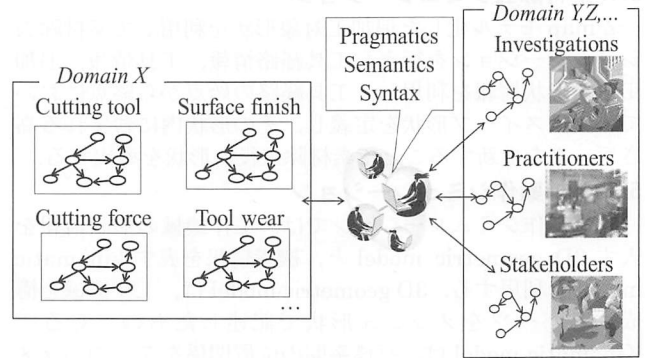 Domain X
Cutting tool
Surface finish
Cutting force
Tool wear
...
Pragmatics
Semantics
Syntax
Domain Y,Z,...
Investigations
Practitioners
Stakeholders